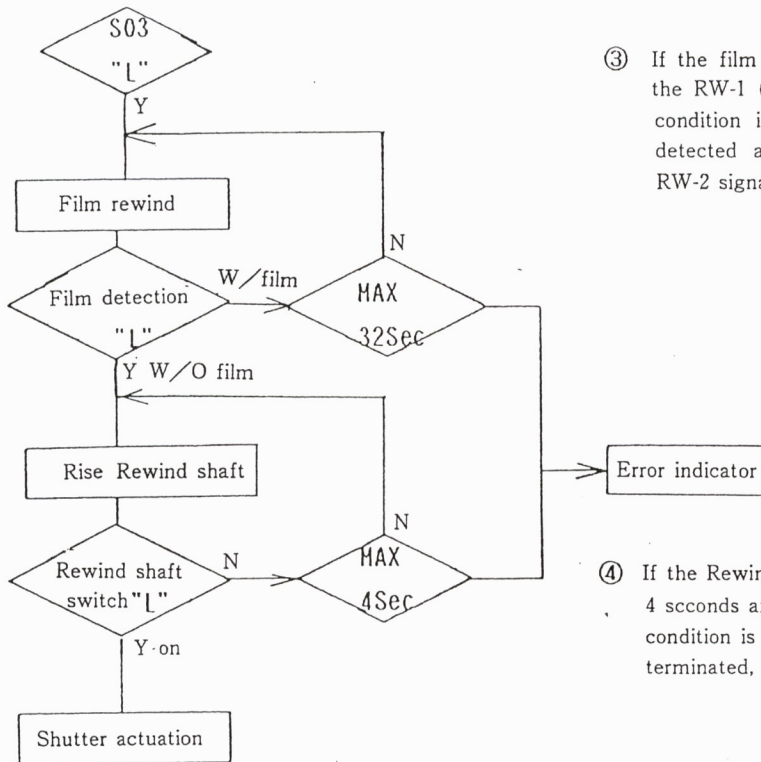 S03
"L"
Y
③ If the film
the RW-1
condition i
detected a
RW-2 signa
Film rewind
N
W/film
Film detection
"L"
MAX
32Sec
Y W/O film
Rise Rewind shaft
Error indicator
N
MAX
4Sec
N
Rewind shaft
switch"L"
④ If the Rewin
4 scconds a
condition is
terminated,
Y·on
Shutter actuation